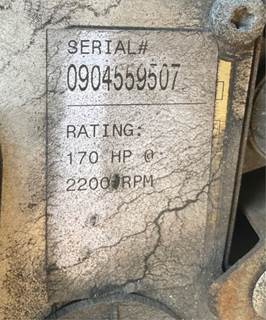 SERIAL#
0904559507
RATING:
170 HP @
2200 RPM